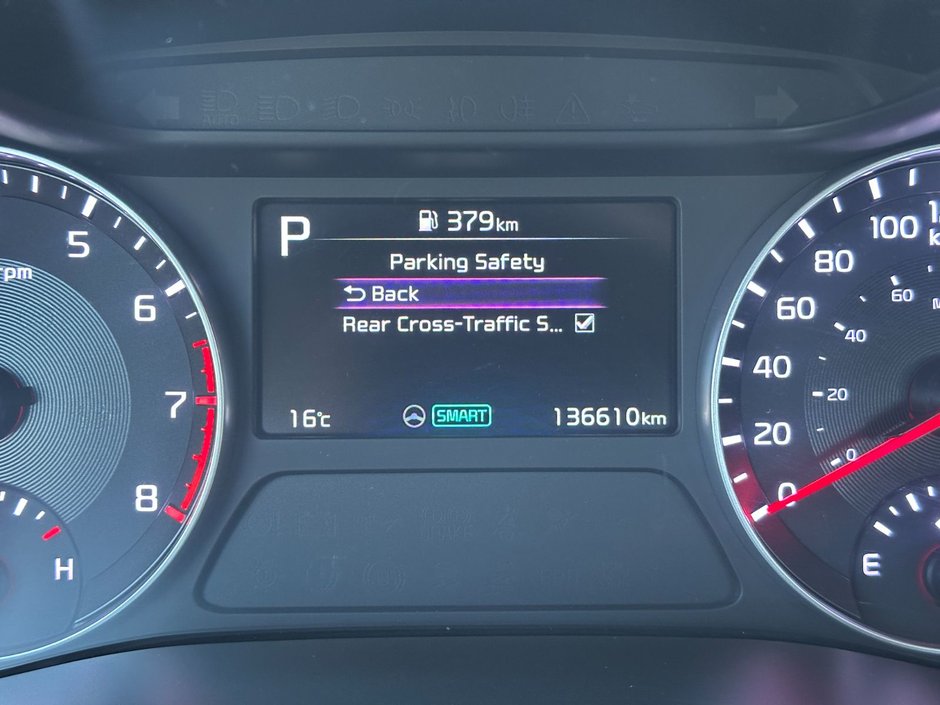 P 379km
Parking Safety
Back
Rear Cross-Traffic S...
16°C SMART 136610km
5
6
7
8
rpm
H
100
80
60
40
20
0
60
40
20
0
E